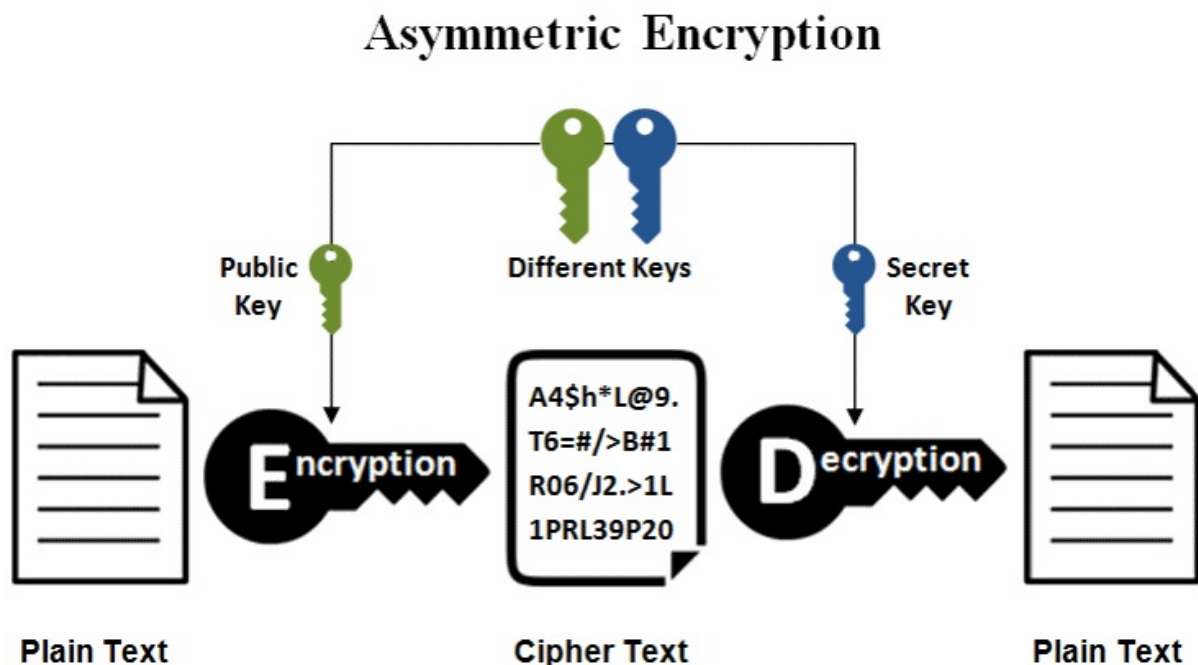 Asymmetric Encryption
Public
Key
Different Keys
Secret
Key
Encryption
A4$h*L@9.
T6=#/>B#1
R06/J2.>1L
1PRL39P20
Decryption
Plain Text
Cipher Text
Plain Text